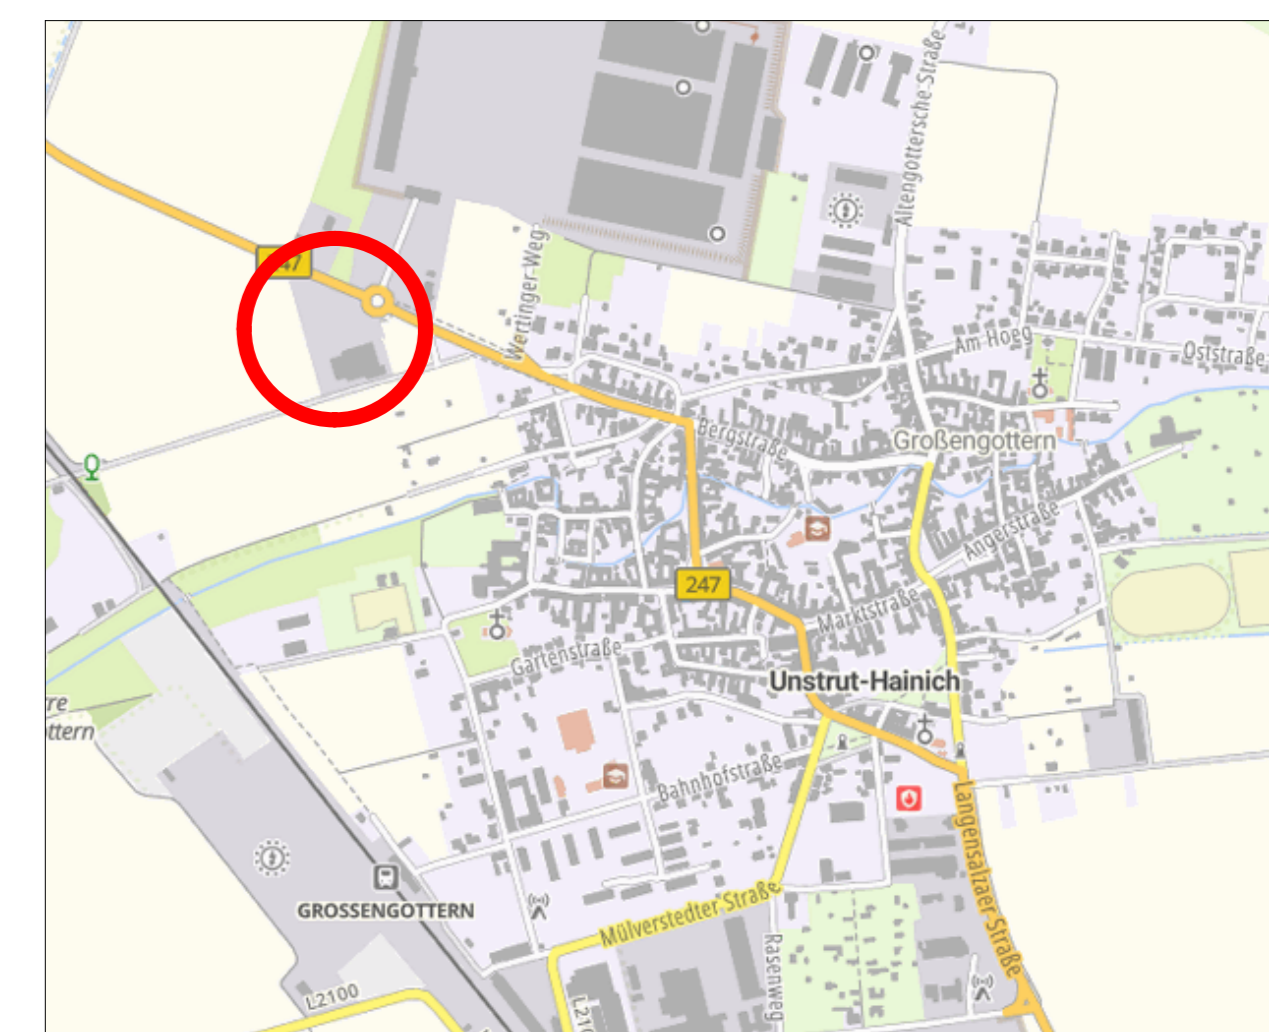 Altengottersche-Straße
Wertinger-Weg
247
Am Hoeg
Oststraße
Bergstraße
Großengottern
Angerstraße
247
Marktstraße
Gartenstraße
Unstrut-Hainich
Bahnhofstraße
Langensalzaer-Straße
GROSSENGOTTERN
Mülverstedter Straße
Rasenweg
L2100